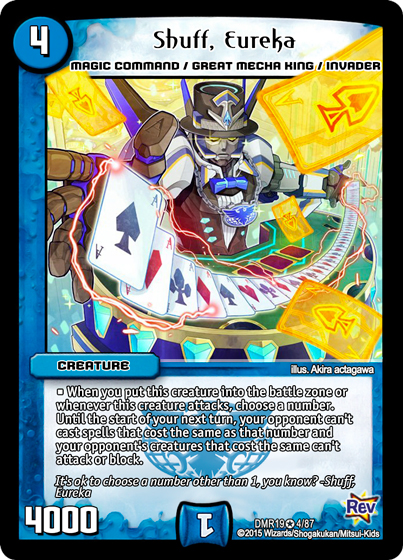 4
Shuff, Eureka
MAGIC COMMAND / GREAT MECHA KING / INVADER
A
A
A
CREATURE
illus. Akira actagawa
▪ When you put this creature into the battle zone or
whenever this creature attacks, choose a number.
Until the start of your next turn, your opponent can't
cast spells that cost the same as that number and
your opponent's creatures that cost the same can't
attack or block.
It's ok to choose a number other than 1, you know? -Shuff,
Eureka
Rev
4000
1
DMR19 ✪ 4/87
©2015 Wizards/Shogakukan/Mitsui-Kids